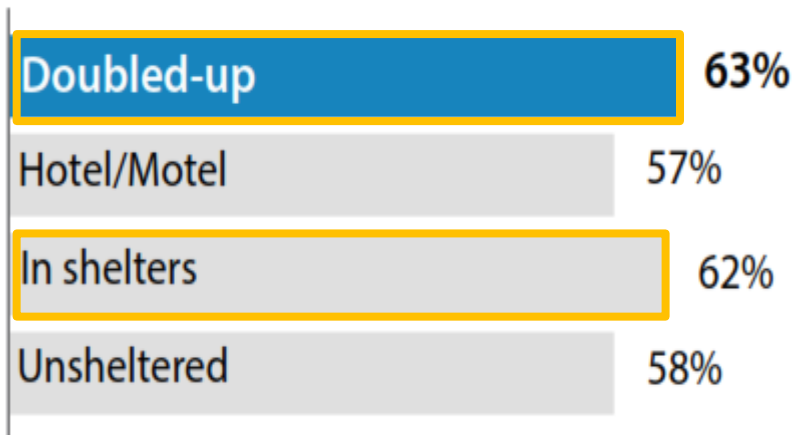 Doubled-up 63%
Hotel/Motel 57%
In shelters 62%
Unsheltered 58%